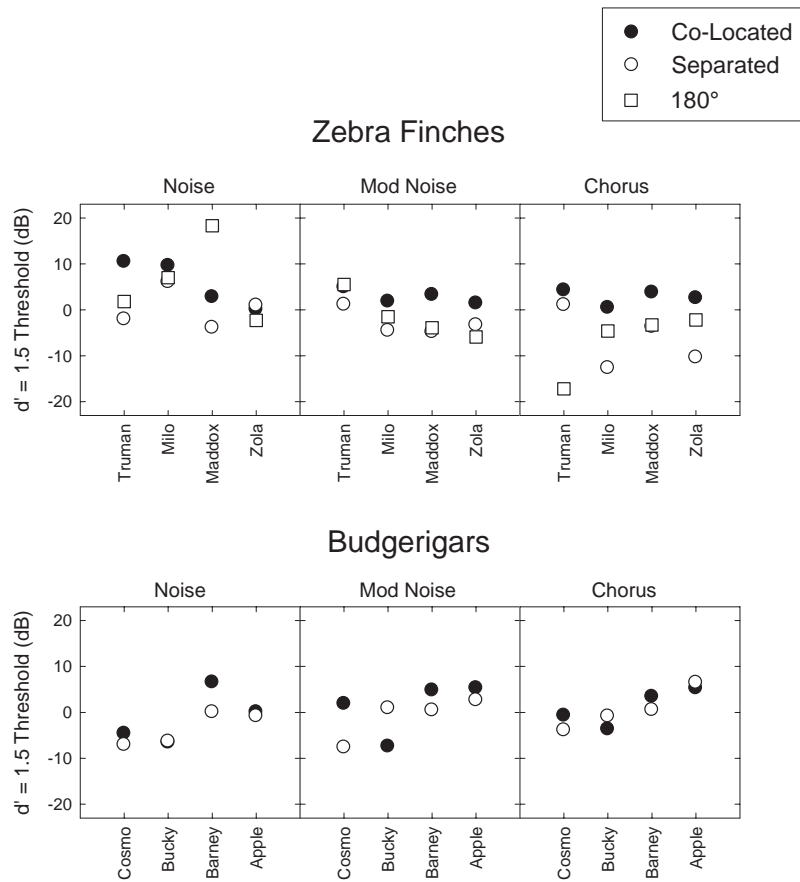 Co-Located
Separated
180°
Zebra Finches
Noise
Mod Noise
Chorus
d' = 1.5 Threshold (dB)
20
10
0
-10
-20
Truman
Milo
Maddox
Zola
Truman
Milo
Maddox
Zola
Truman
Milo
Maddox
Zola
Budgerigars
Noise
Mod Noise
Chorus
d' = 1.5 Threshold (dB)
20
10
0
-10
-20
Cosmo
Bucky
Barney
Apple
Cosmo
Bucky
Barney
Apple
Cosmo
Bucky
Barney
Apple